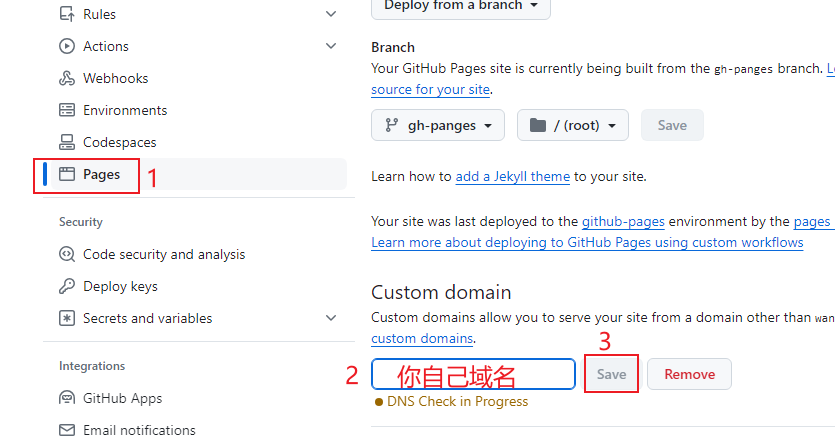 Rules
Actions
Webhooks
Environments
Codespaces
Pages
1
Security
Code security and analysis
Deploy keys
Secrets and variables
Integrations
GitHub Apps
Email notifications
Deploy from a branch
Branch
Your GitHub Pages site is currently being built from the gh-panges branch.
source for your site.
gh-panges
/ (root)
Save
Learn how to add a Jekyll theme to your site.
Your site was last deployed to the github-pages environment by the pages
Learn more about deploying to GitHub Pages using custom workflows
Custom domain
Custom domains allow you to serve your site from a domain other than wan
custom domains.
3
2
你自己域名
Save
Remove
DNS Check in Progress